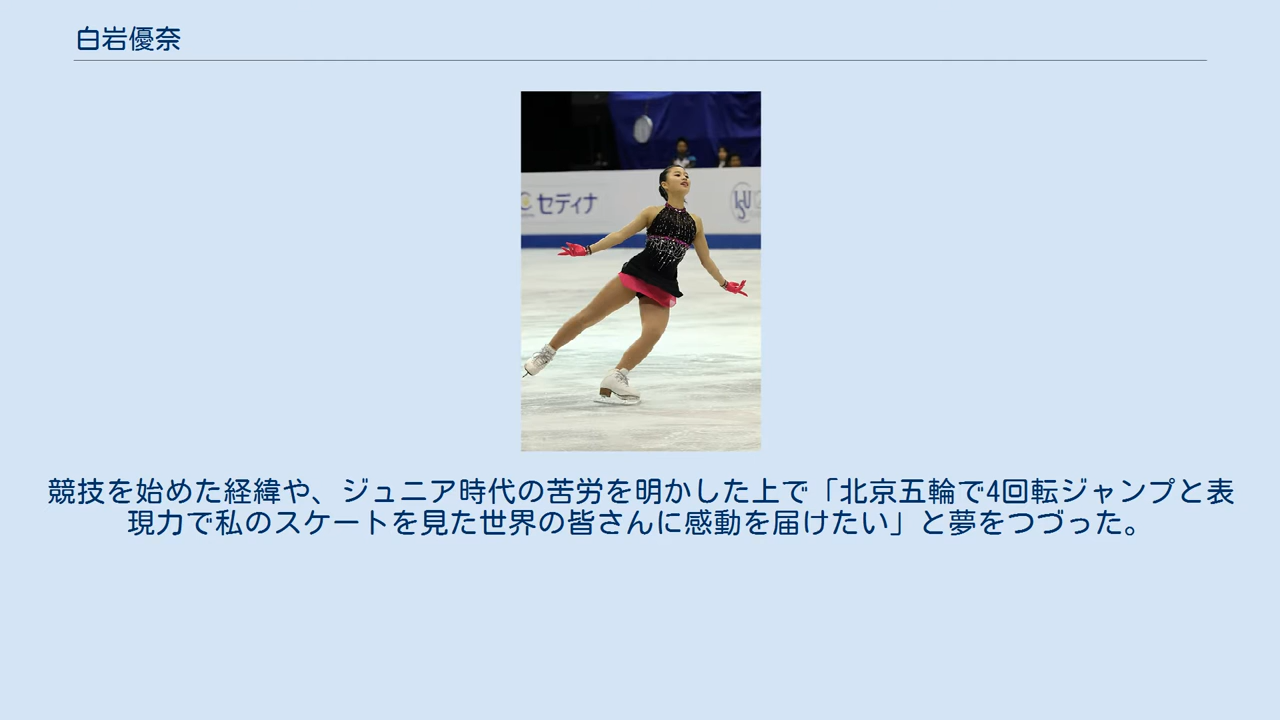 白岩優奈
セディナ
ISU
競技を始めた経緯や、ジュニア時代の苦労を明かした上で「北京五輪で4回転ジャンプと表
現力で私のスケートを見た世界の皆さんに感動を届けたい」と夢をつづった。